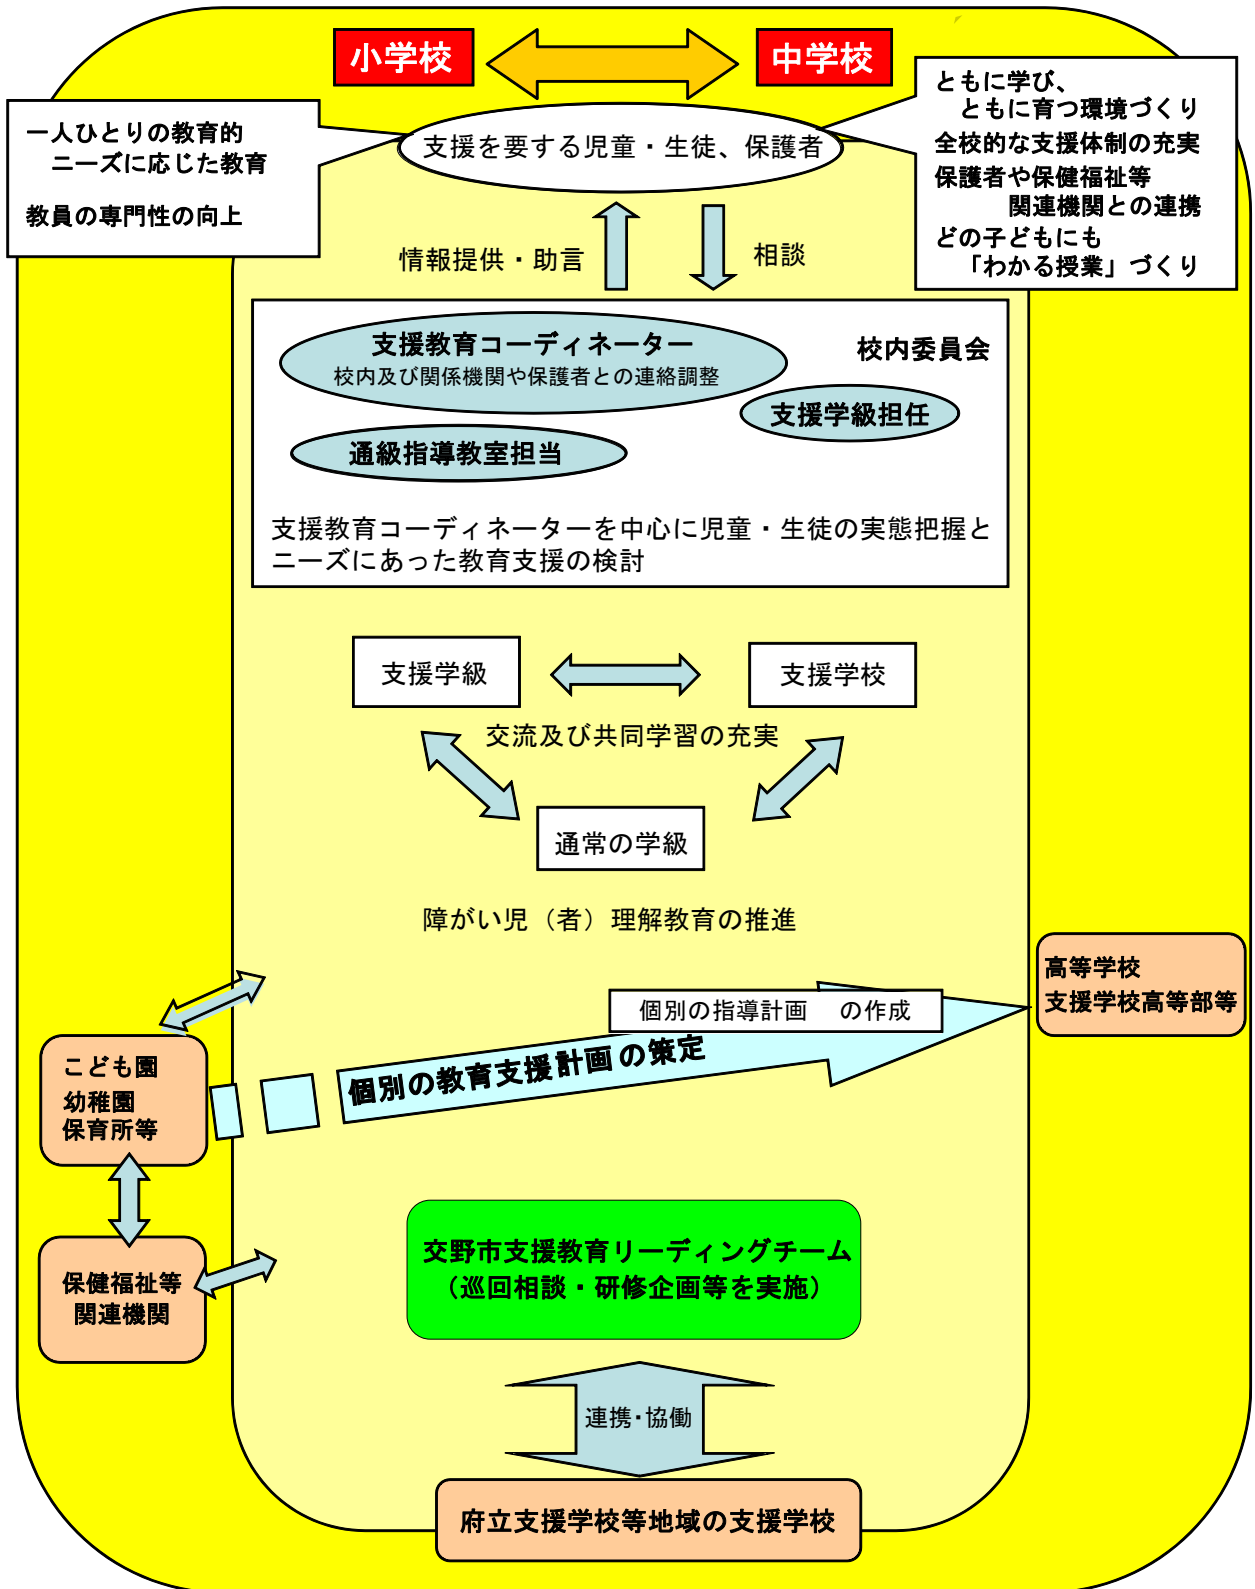 小学校
中学校
一人ひとりの教育的
ニーズに応じた教育
教員の専門性の向上
支援を要する児童・生徒、保護者
ともに学び、
ともに育つ環境づくり
全校的な支援体制の充実
保護者や保健福祉等
関連機関との連携
どの子どもにも
「わかる授業」づくり
情報提供・助言
相談
支援教育コーディネーター
校内及び関係機関や保護者との連絡調整
校内委員会
支援学級担任
通級指導教室担当
支援教育コーディネーターを中心に児童・生徒の実態把握と
ニーズにあった教育支援の検討
支援学級
支援学校
交流及び共同学習の充実
通常の学級
障がい児（者）理解教育の推進
高等学校
支援学校高等部等
個別の指導計画　の作成
個別の教育支援計画の策定
こども園
幼稚園
保育所等
保健福祉等
関連機関
交野市支援教育リーディングチーム
（巡回相談・研修企画等を実施）
連携・協働
府立支援学校等地域の支援学校